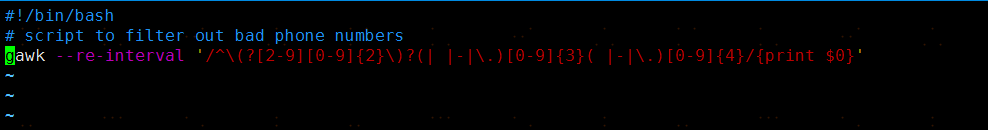 #!/bin/bash
# script to filter out bad phone numbers
gawk --re-interval '/^\(?[2-9][0-9]{2}\)?(| |-|\.)[0-9]{3}( |-|\.)[0-9]{4}/{print $0}'
~
~
~